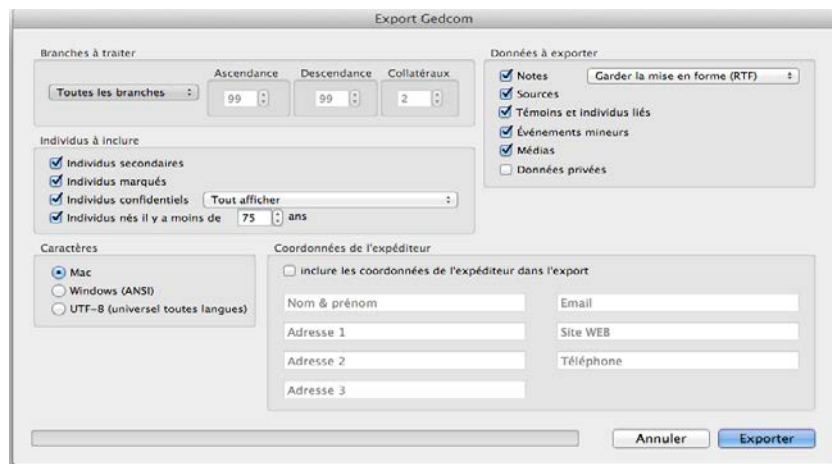 Export Gedcom
Branches à traiter
Ascendance Descendance Collatéraux
Toutes les branches 99 99 2
Individus à inclure
Individus secondaires
Individus marqués
Individus confidentiels Tout afficher
Individus nés il y a moins de 75 ans
Données à exporter
Notes Garder la mise en forme (RTF)
Sources
Témoins et individus liés
Événements mineurs
Médias
Données privées
Caractères
Mac
Windows (ANSI)
UTF-8 (universel toutes langues)
Coordonnées de l'expéditeur
inclure les coordonnées de l'expéditeur dans l'export
Nom & prénom Email
Adresse 1 Site WEB
Adresse 2 Téléphone
Adresse 3
Annuler Exporter